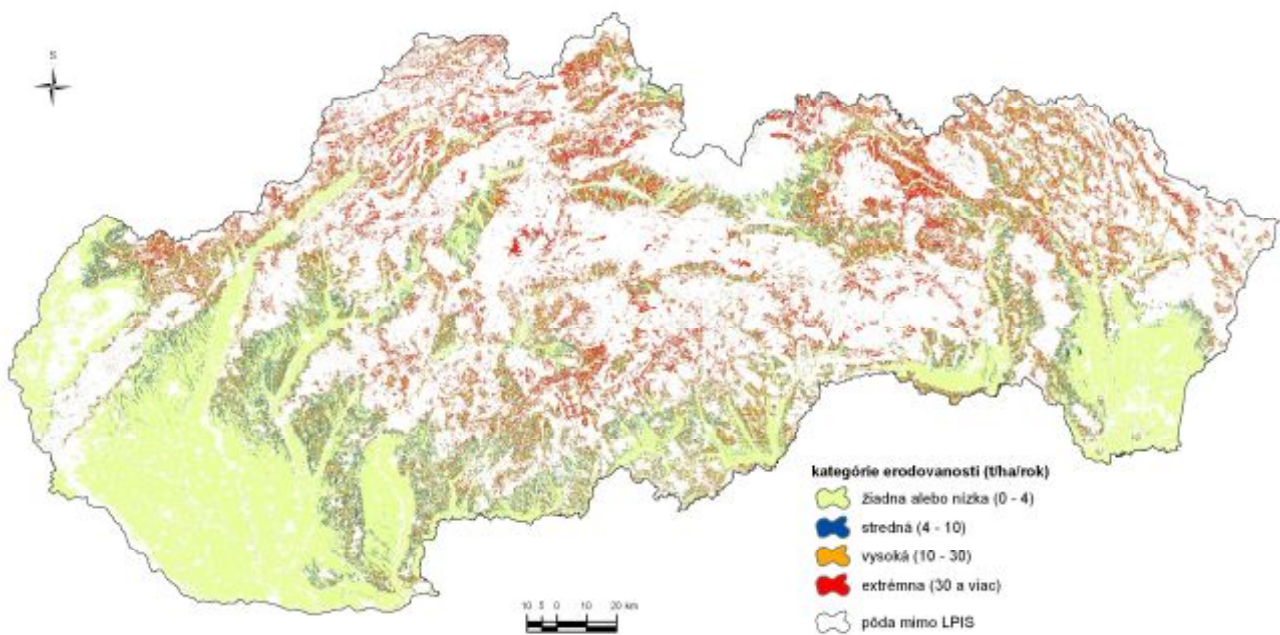 S
kategórie erodovanosti (t/ha/rok)
žiadna alebo nízka (0 - 4)
stredná (4 - 10)
vysoká (10 - 30)
extrémna (30 a viac)
pôda mimo LPIS
10 5 0 10 20 km